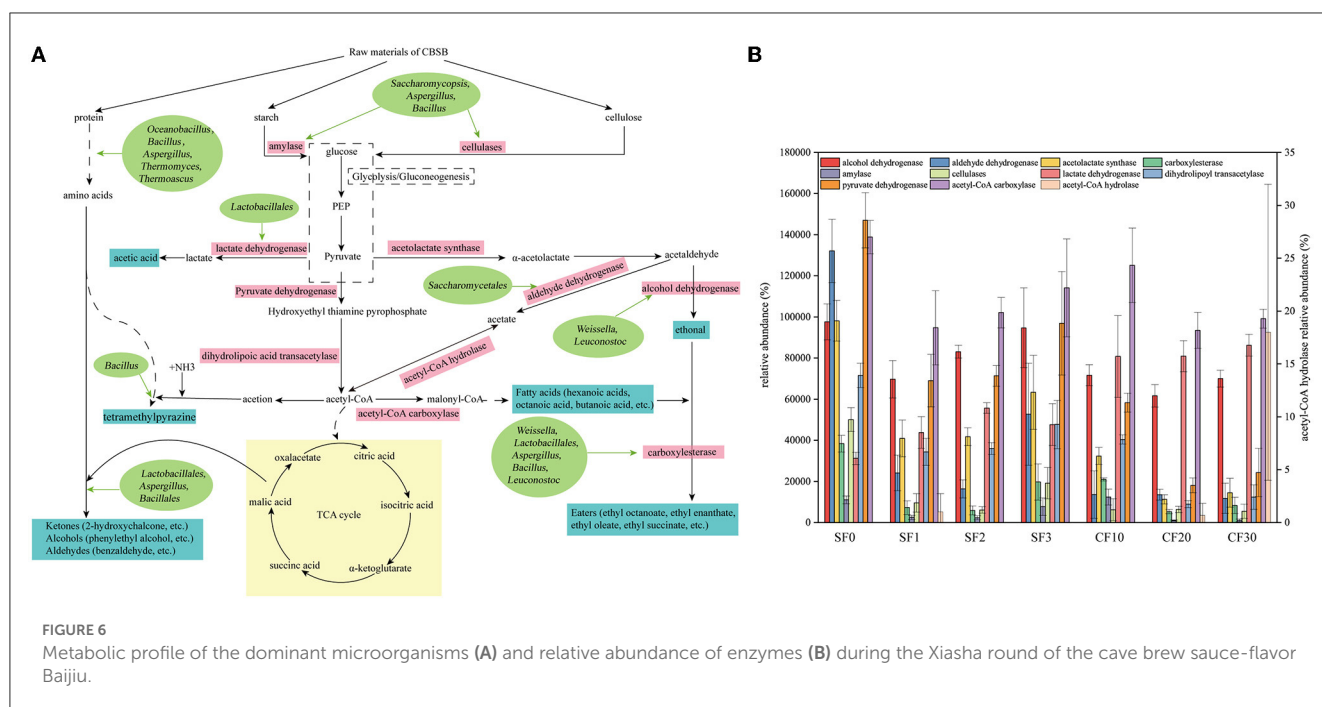 A
Raw materials of CBSB
protein
starch
cellulose
Saccharomycopsis,
Aspergillus,
Bacillus
Oceanobacillus,
Bacillus,
Aspergillus,
Thermonyces,
Thermoascus
amylase
cellulases
glucose
Glycplysis/Gluconeogenesis
amino acids
PEP
Lactobacillales
lactate dehydrogenase
acetolactate synthase
acetic acid
lactate
Pyruvate
α-acetolactate
acetaldehyde
Pyruvate dehydrogenase
Saccharomycetales
aldehyde dehydrogenase
alcohol dehydrogenase
Hydroxyethyl thiamine pyrophosphate
acetate
Weissella,
Leuconostoc
ethonal
dihydrolipoic acid transacetylase
acetyl-CoA hydrolase
Bacillus
+NH3
acetion
acetyl-CoA
malonyl-CoA
Fatty acids (hexanoic acids,
octanoic acid, butanoic acid, etc.)
tetramethylpyrazine
acetyl-CoA carboxylase
Weissella,
Lactobacillales,
Aspergillus,
Bacillus,
Leuconostoc
carboxylesterase
oxalacetate
citric acid
Lactobacillales,
Aspergillus,
Bacillales
malic acid
isocitric acid
TCA cycle
Ketones (2-hydroxychalcone, etc.)
Alcohols (phenylethyl alcohol, etc.)
Aldehydes (benzaldehyde, etc.)
Eaters (ethyl octanoate, ethyl enanthate,
ethyl oleate, ethyl succinate, etc.)
succinc acid
α-ketoglutarate
B
relative abundance (%)
180000
160000
140000
120000
100000
80000
60000
40000
20000
0
alcohol dehydrogenase
aldehyde dehydrogenase
acetolactate synthase
carboxylesterase
amylase
cellulases
lactate dehydrogenase
dihydrolipoyl transacetylase
pyruvate dehydrogenase
acetyl-CoA carboxylase
acetyl-CoA hydrolase
35
30
25
20
15
10
5
0
acetyl-CoA hydrolase relative abundance (%)
SF0 SF1 SF2 SF3 CF10 CF20 CF30
FIGURE 6
Metabolic profile of the dominant microorganisms (A) and relative abundance of enzymes (B) during the Xiasha round of the cave brew sauce-flavor
Baijiu.